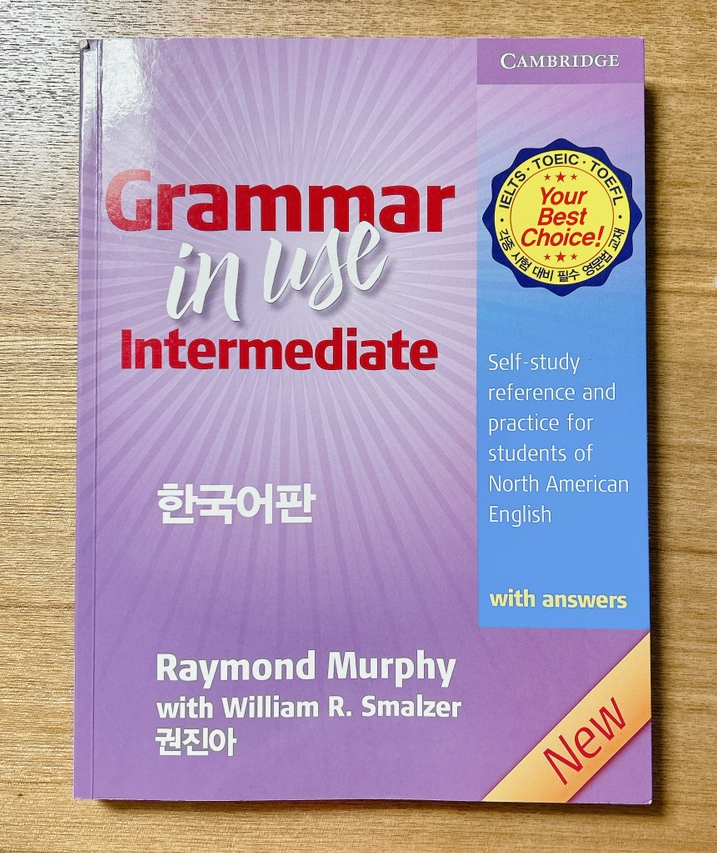 CAMBRIDGE
IELTS · TOEIC · TOEFL
Your
Best
Choice!
각종 시험 대비 필수 영문법 교재
Grammar
in use
Intermediate
Self-study
reference and
practice for
students of
North American
English
한국어판
with answers
Raymond Murphy
with William R. Smalzer
권진아
New